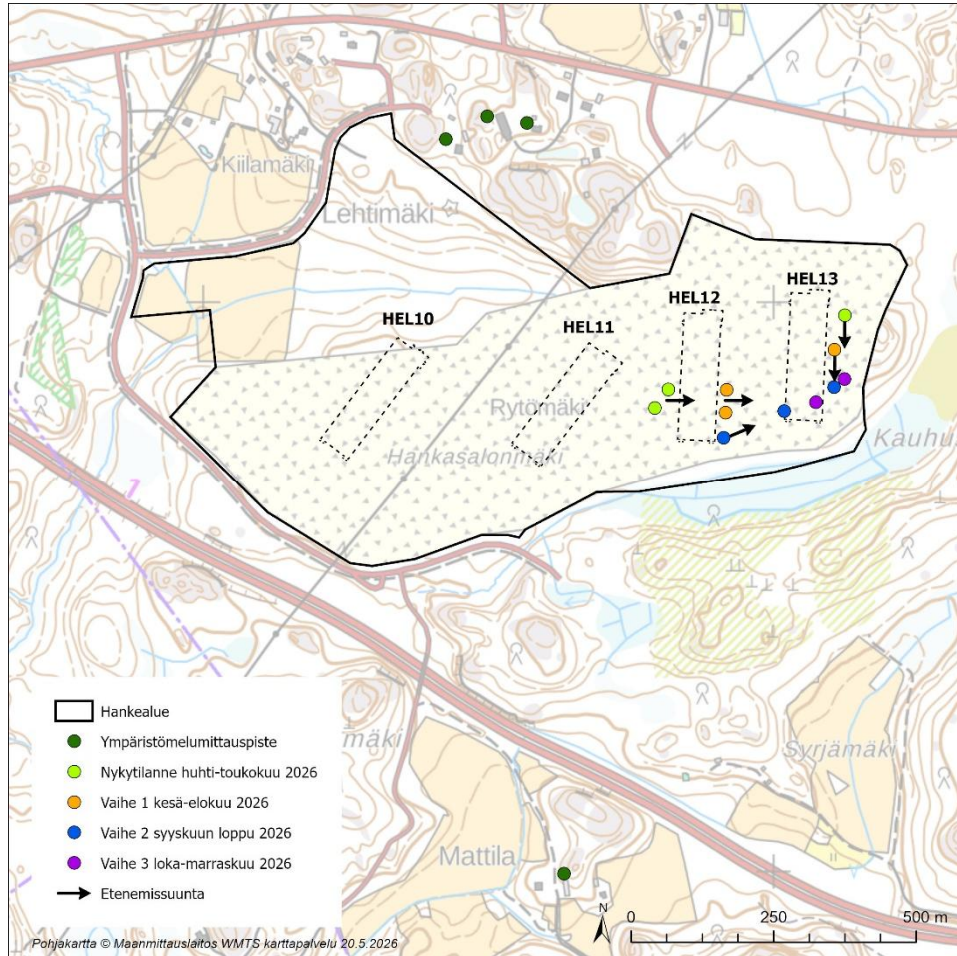 Kiilamäki
Lehtimäki
HEL10
HEL11
HEL12
HEL13
Rytömäki
Hankasalonmäki
Kauhu
1
mäki
Syrjämäki
Mattila
Hankealue
Ympäristömelumittauspiste
Nykytilanne huhti-toukokuu 2026
Vaihe 1 kesä-elokuu 2026
Vaihe 2 syyskuun loppu 2026
Vaihe 3 loka-marraskuu 2026
Etenemissuunta
N
0 250 500 m
Pohjakartta © Maanmittauslaitos WMTS karttapalvelu 20.5.2026